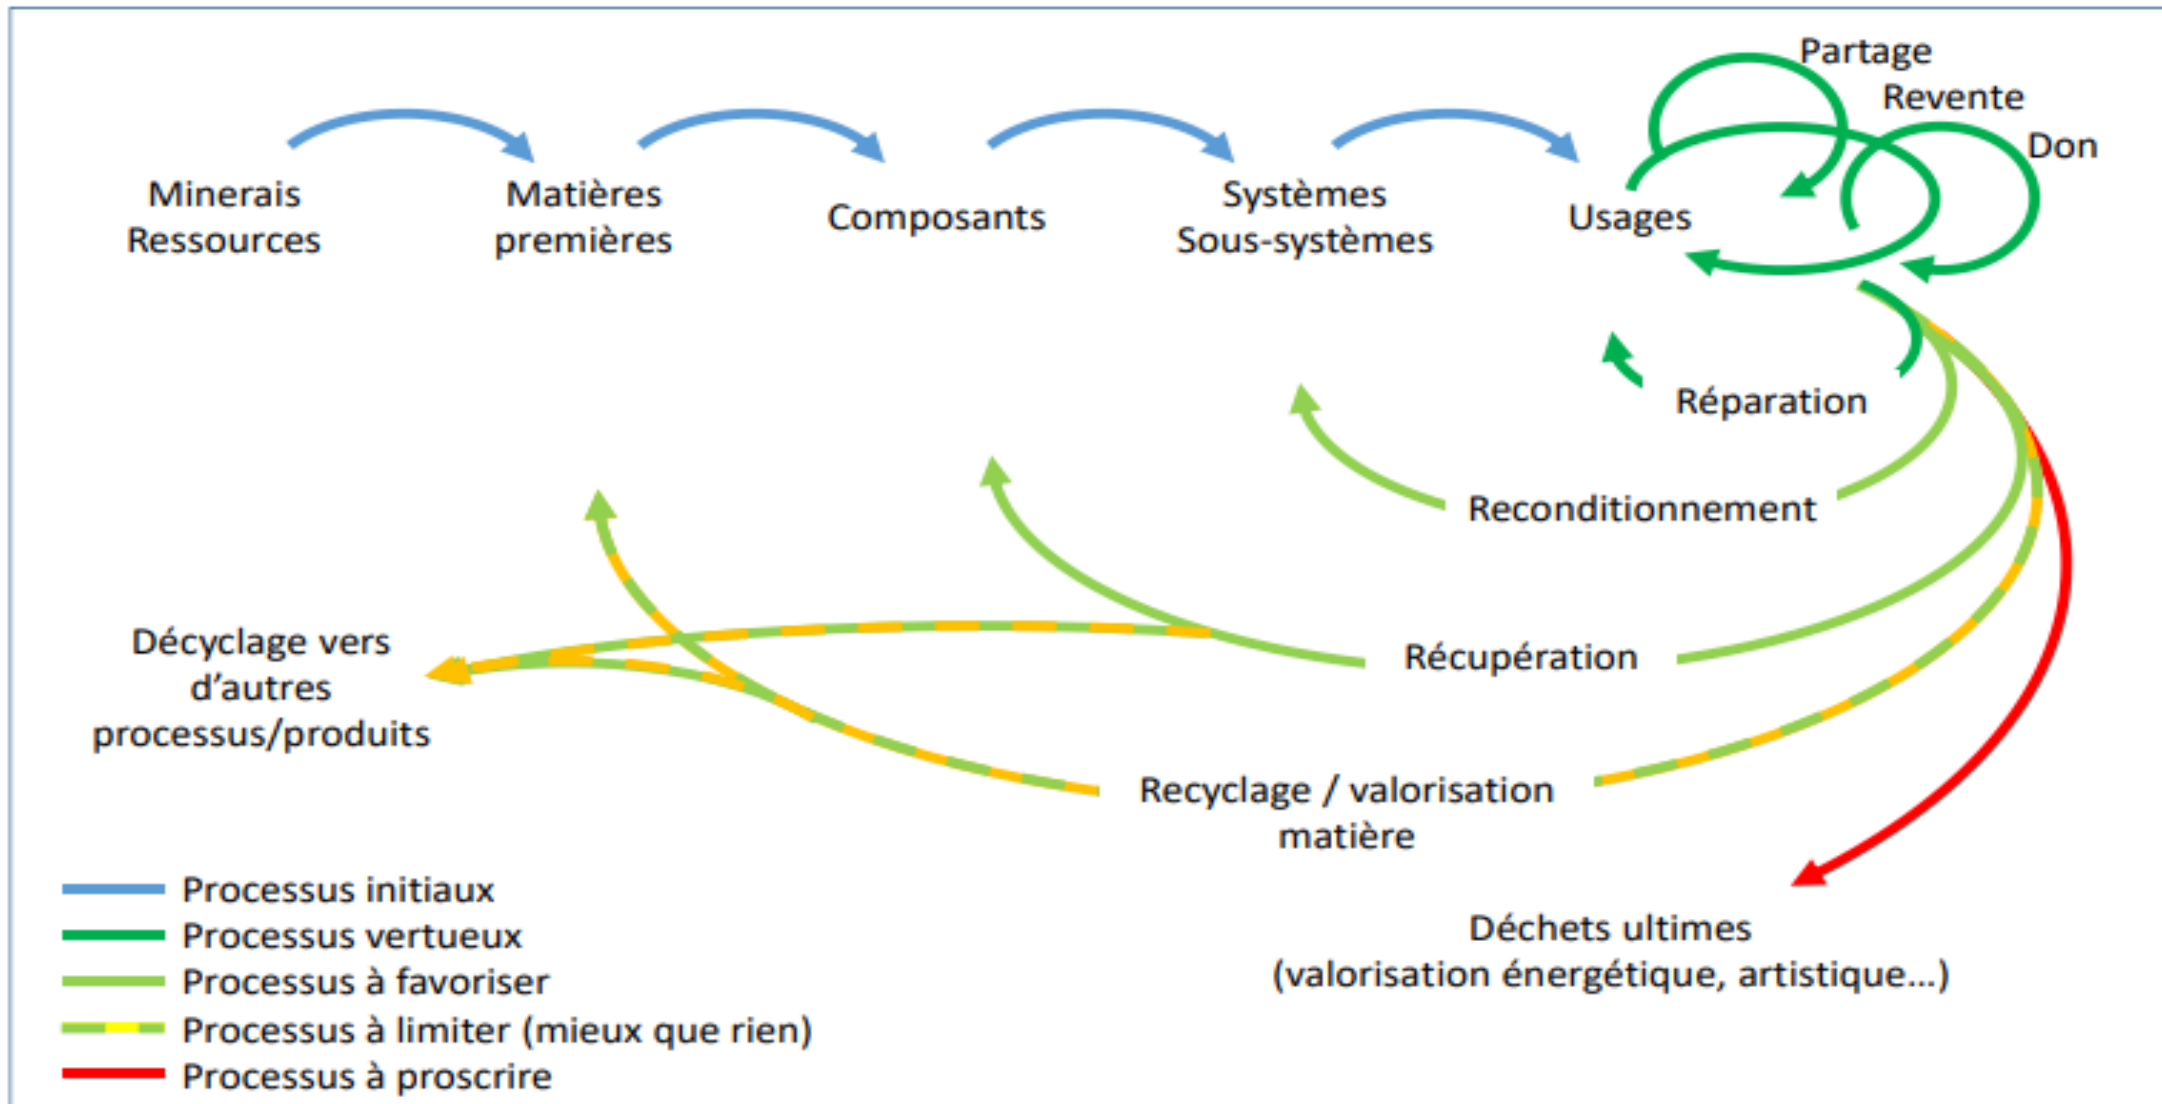 Partage
Revente
Don
Minerais
Ressources
Matières
premières
Composants
Systèmes
Sous-systèmes
Usages
Réparation
Reconditionnement
Récupération
Décyclage vers
d’autres
processus/produits
Recyclage / valorisation
matière
Déchets ultimes
(valorisation énergétique, artistique...)
Processus initiaux
Processus vertueux
Processus à favoriser
Processus à limiter (mieux que rien)
Processus à proscrire